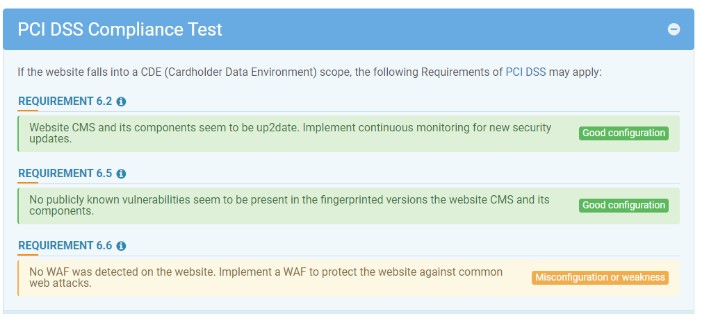 PCI DSS Compliance Test
If the website falls into a CDE (Cardholder Data Environment) scope, the following Requirements of PCI DSS may apply:
REQUIREMENT 6.2
Website CMS and its components seem to be up2date. Implement continuous monitoring for new security
updates.
Good configuration
REQUIREMENT 6.5
No publicly known vulnerabilities seem to be present in the fingerprinted versions the website CMS and its
components.
Good configuration
REQUIREMENT 6.6
No WAF was detected on the website. Implement a WAF to protect the website against common
web attacks.
Misconfiguration or weakness